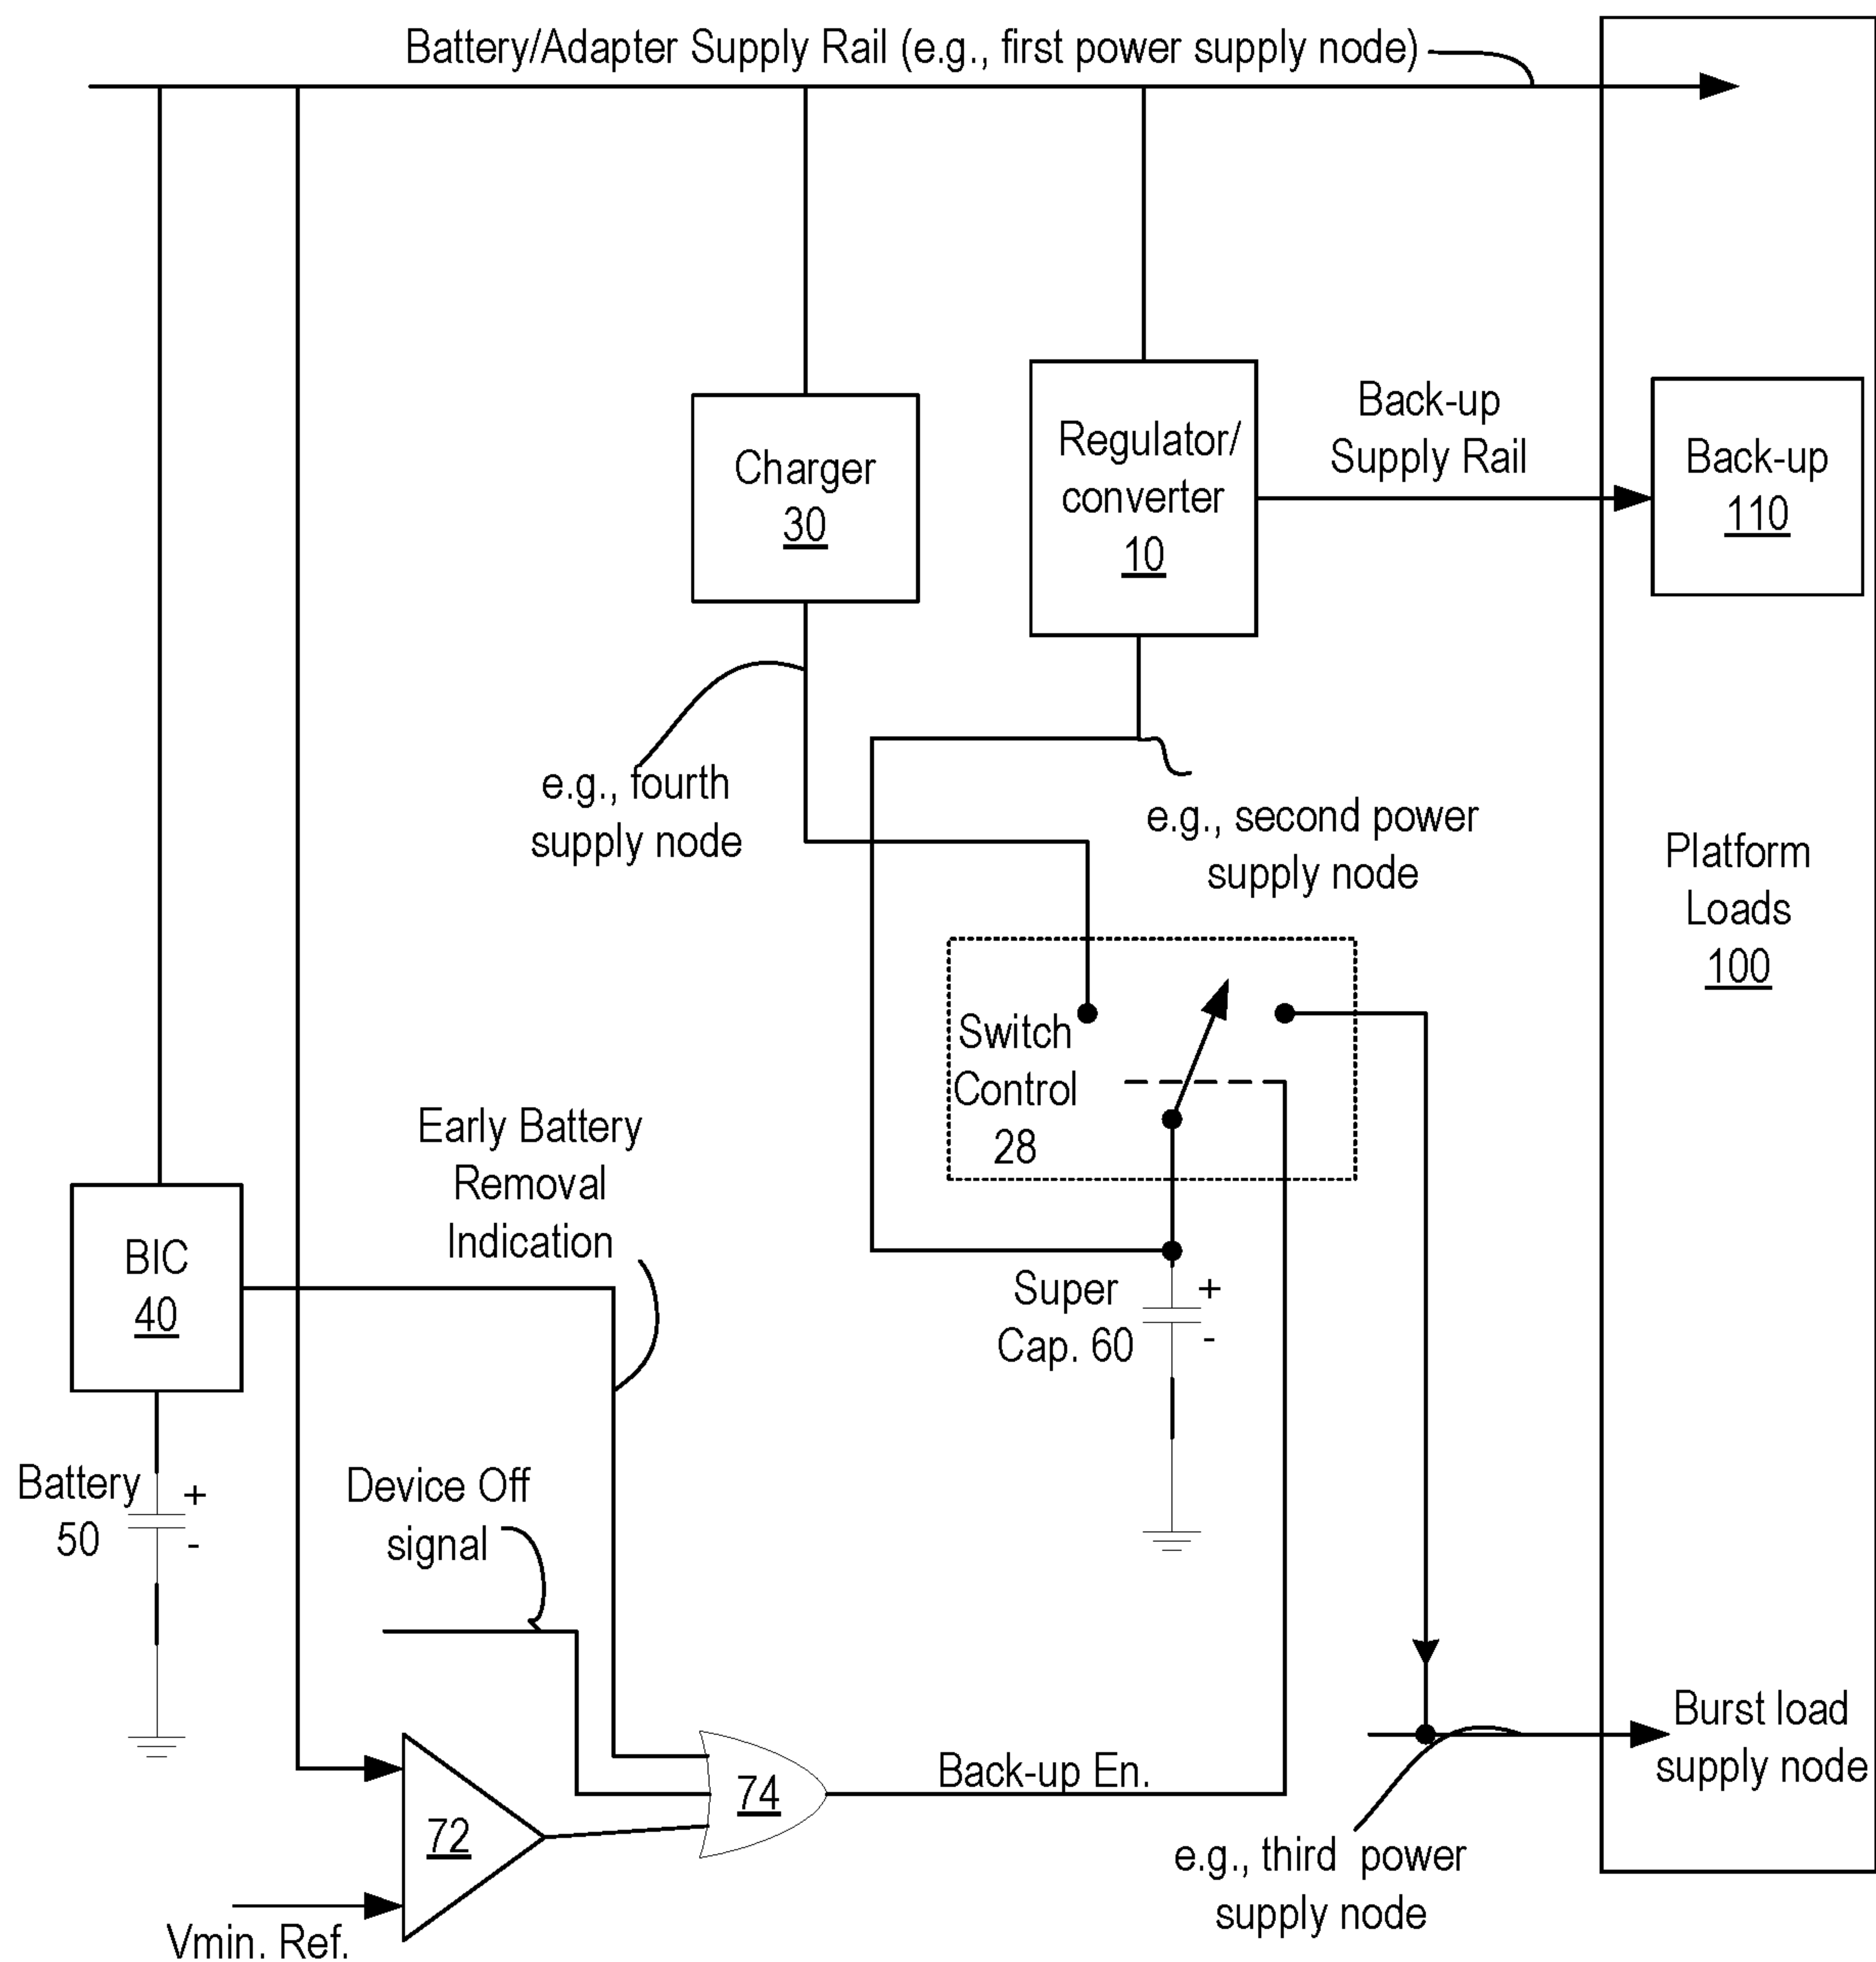 Battery/Adapter Supply Rail (e.g., first power supply node)
Charger
30
Regulator/
converter
10
Back-up
Supply Rail
Back-up
110
e.g., fourth
supply node
e.g., second power
supply node
Platform
Loads
100
Switch
Control
28
Early Battery
Removal
Indication
BIC
40
Super
Cap. 60
+
-
Battery
50
+
-
Device Off
signal
Back-up En.
74
72
Vmin. Ref.
Burst load
supply node
e.g., third power
supply node